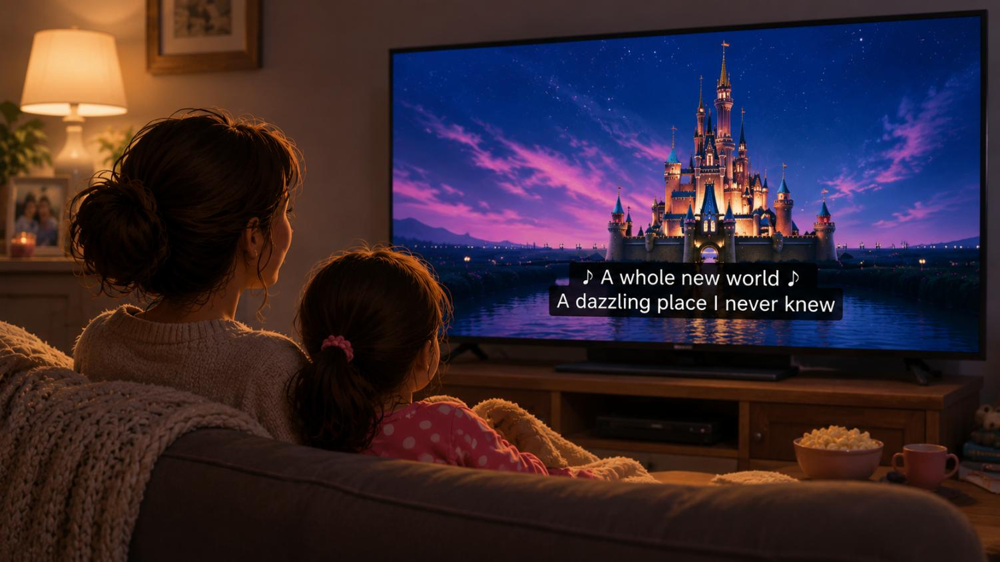 ♪ A whole new world ♪
A dazzling place I never knew